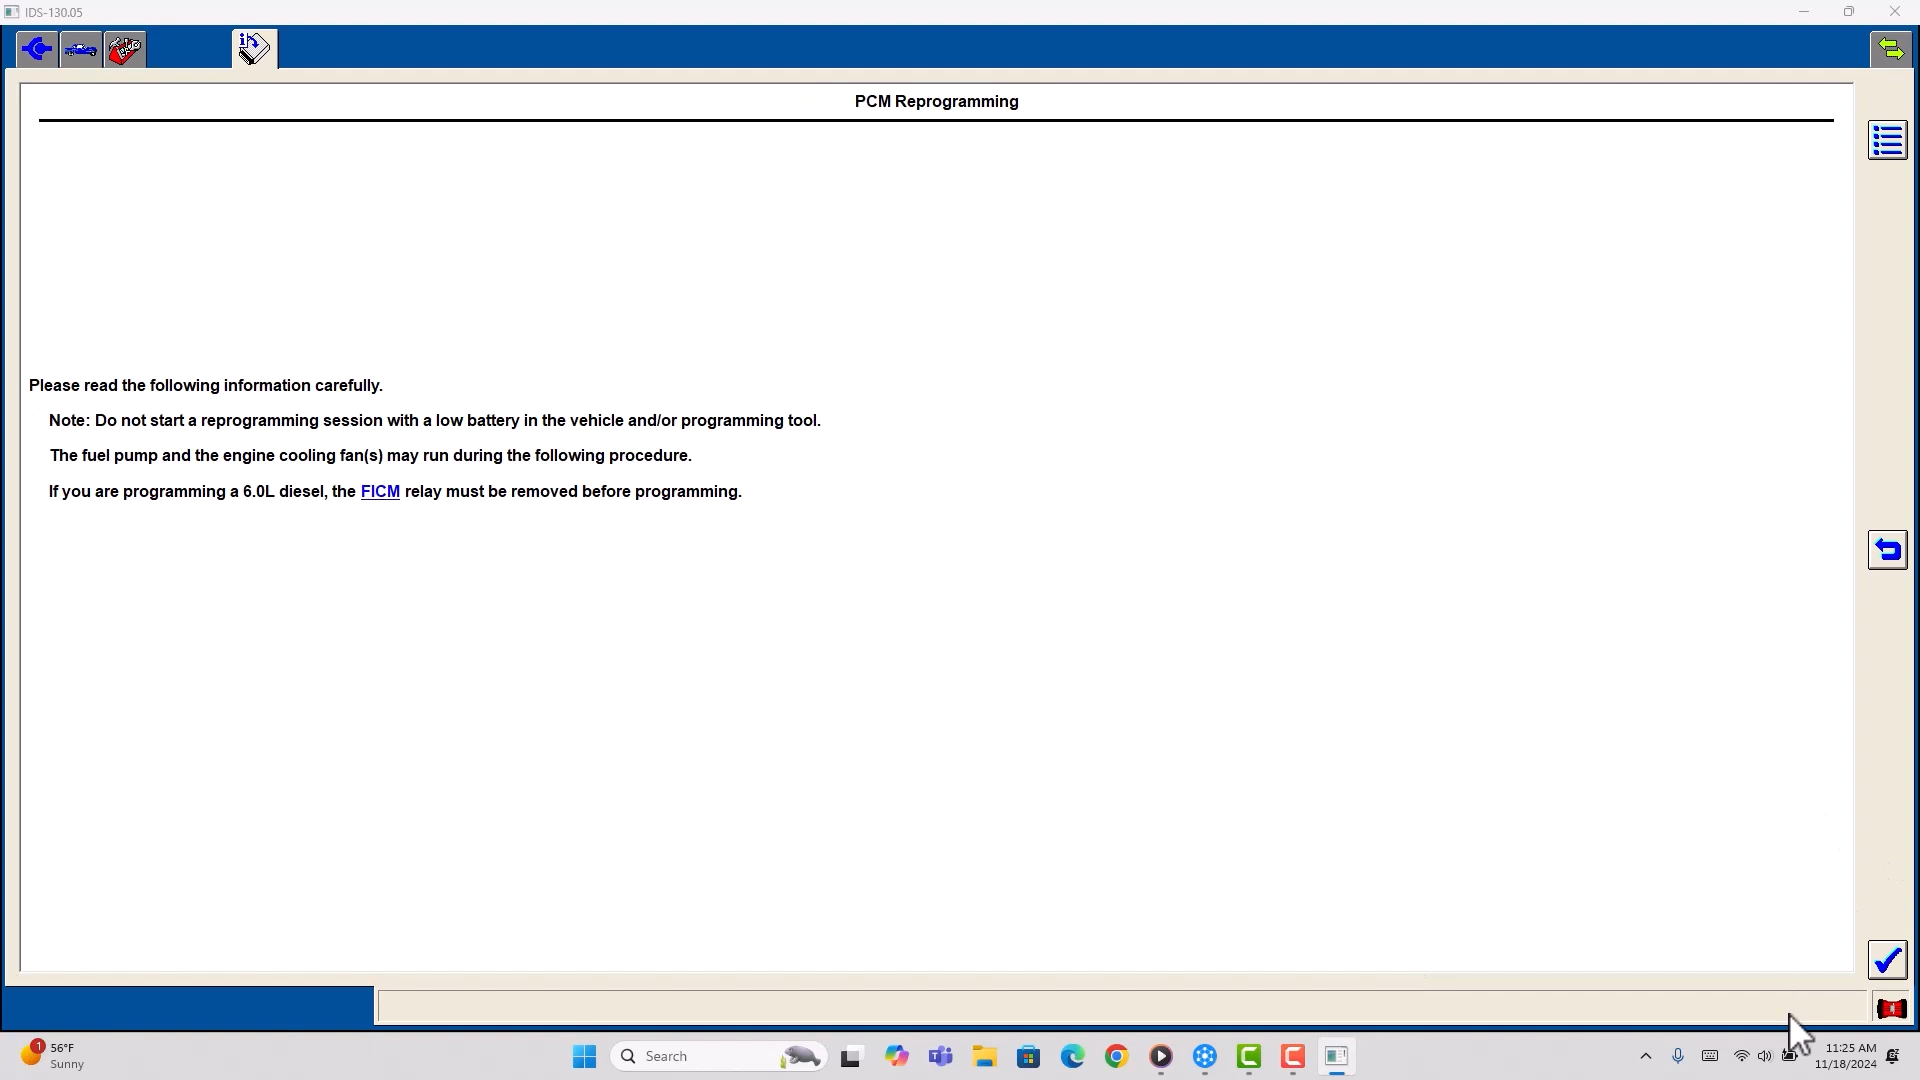 IDS-130.05
PCM Reprogramming
Please read the following information carefully.
Note: Do not start a reprogramming session with a low battery in the vehicle and/or programming tool.
The fuel pump and the engine cooling fan(s) may run during the following procedure.
If you are programming a 6.0L diesel, the FICM relay must be removed before programming.
1
56°F
Sunny
Search
11:25 AM
11/18/2024